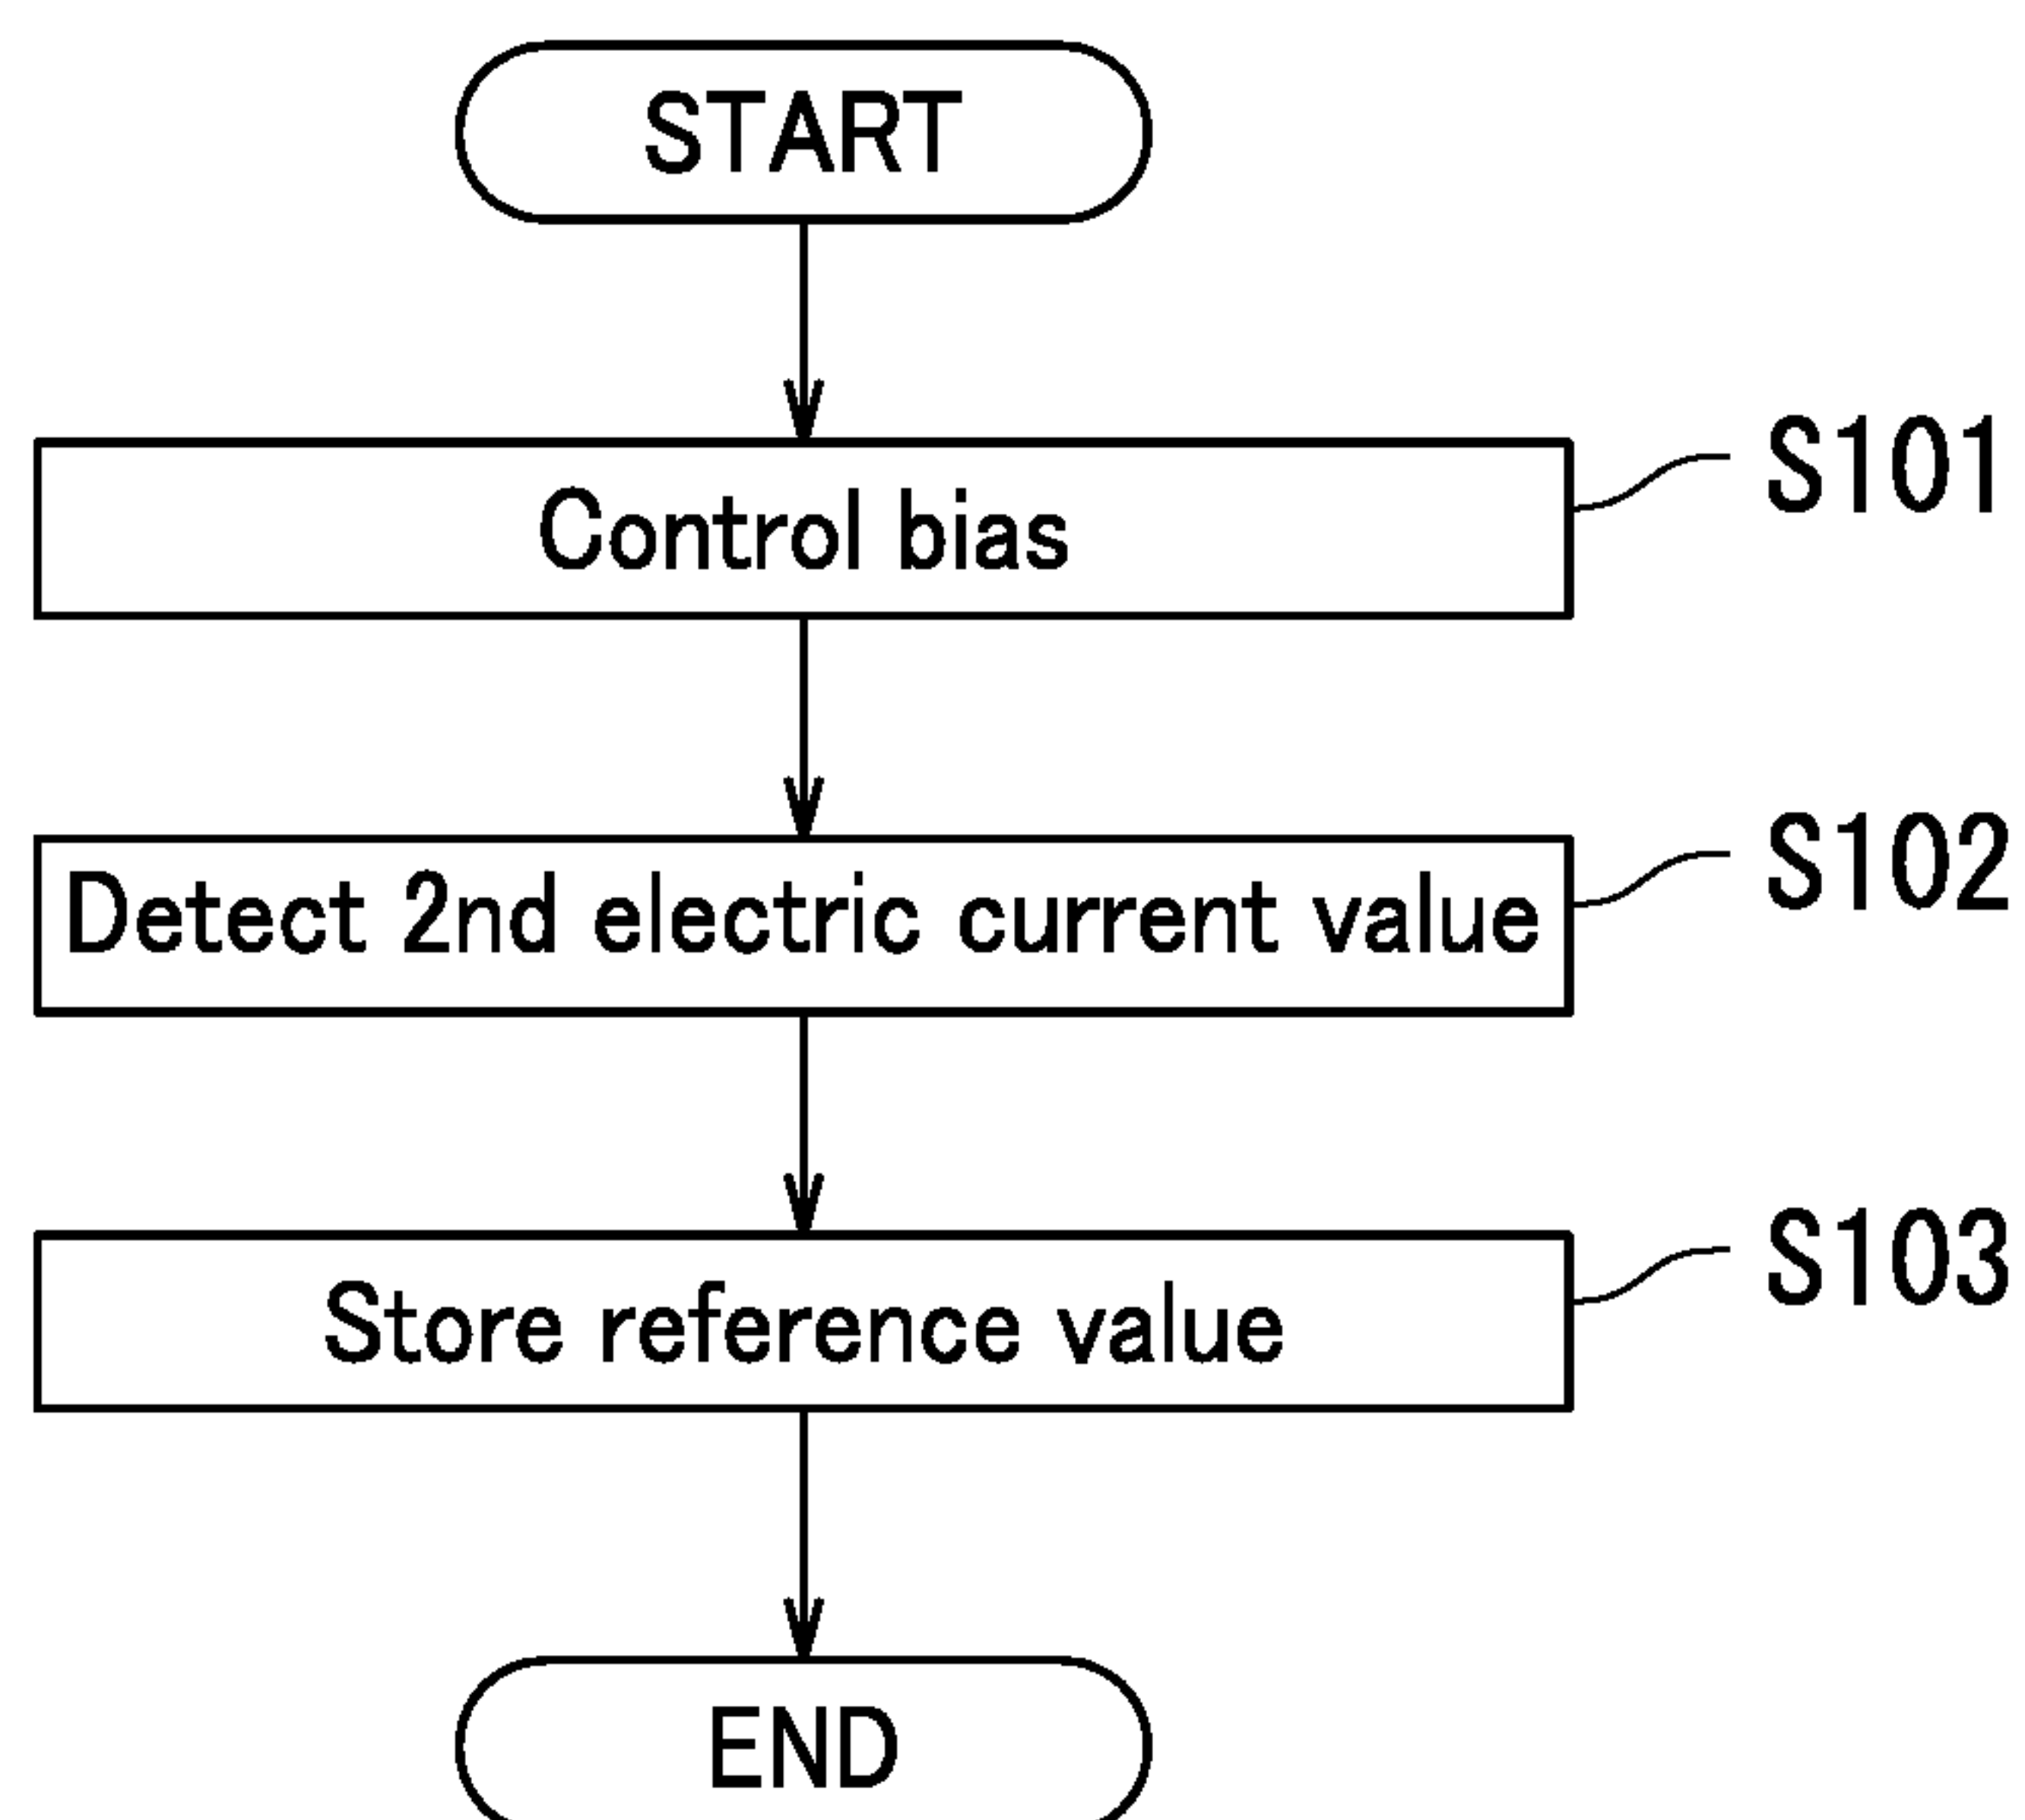 START
Control bias
S101
Detect 2nd electric current value
S102
Store reference value
S103
END